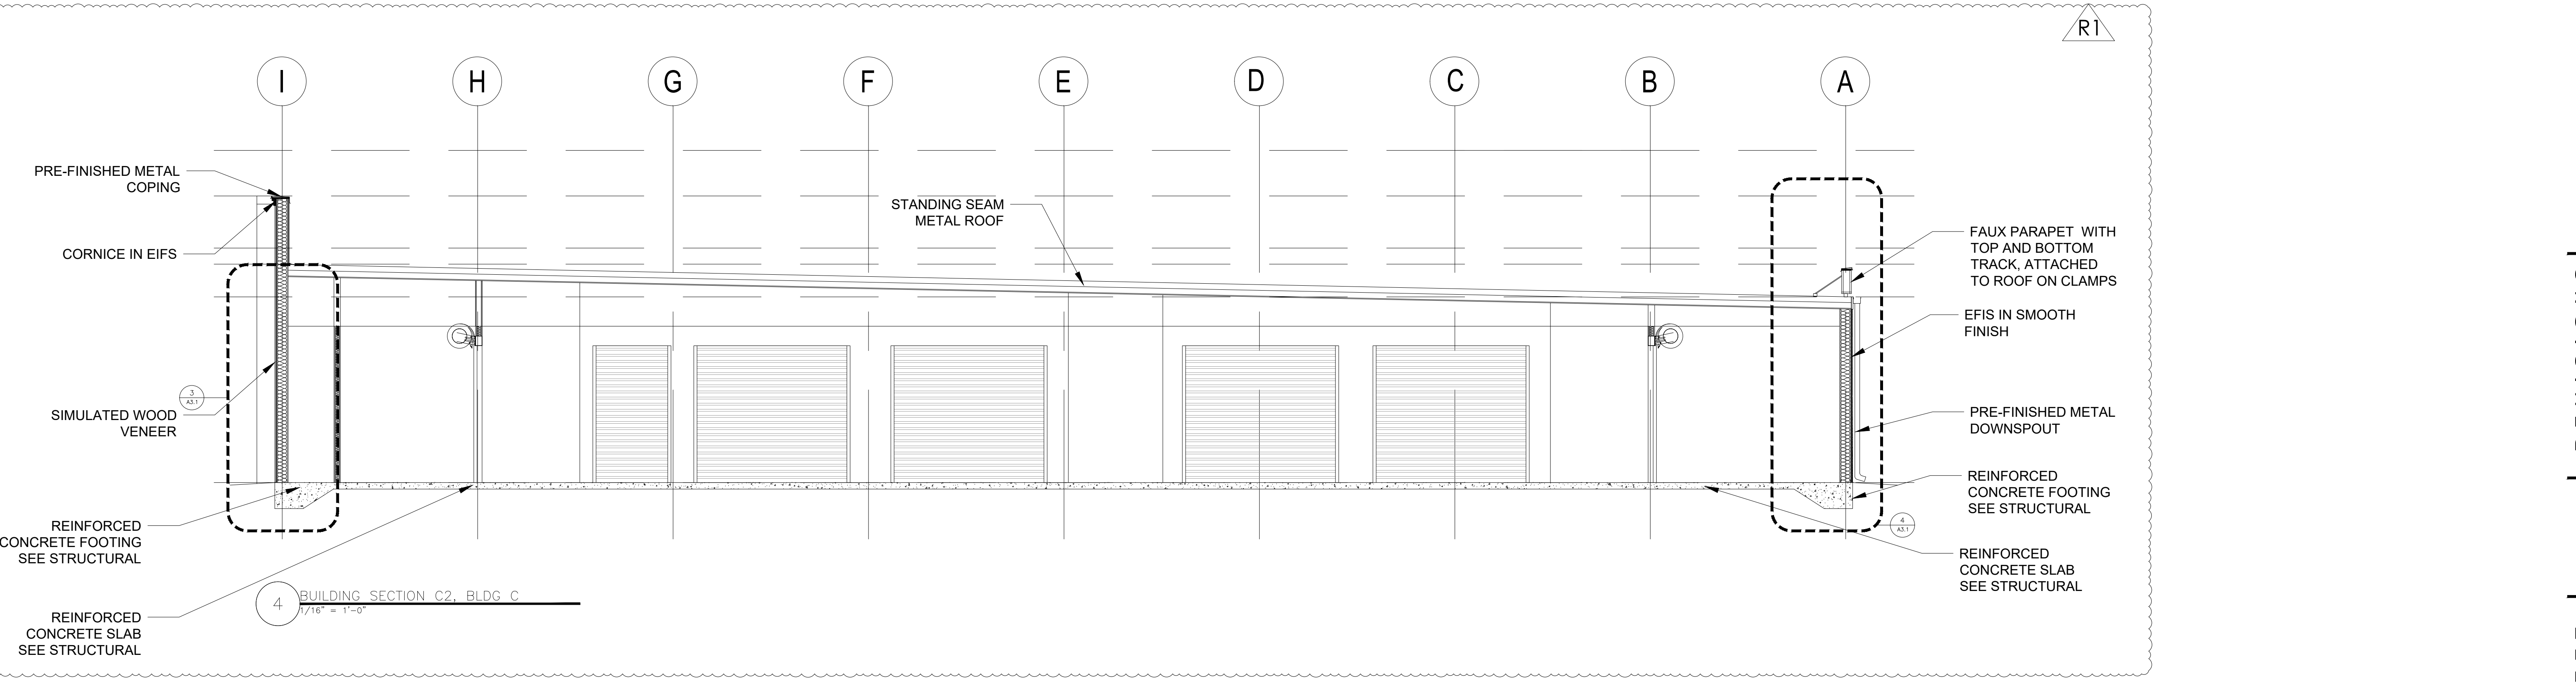 R1
I
H
G
F
E
D
C
B
A
PRE-FINISHED METAL
COPING
CORNICE IN EIFS
STANDING SEAM
METAL ROOF
FAUX PARAPET WITH
TOP AND BOTTOM
TRACK, ATTACHED
TO ROOF ON CLAMPS
EFIS IN SMOOTH
FINISH
3
A3.1
SIMULATED WOOD
VENEER
PRE-FINISHED METAL
DOWNSPOUT
REINFORCED
CONCRETE FOOTING
SEE STRUCTURAL
4
A3.1
REINFORCED
CONCRETE FOOTING
SEE STRUCTURAL
REINFORCED
CONCRETE SLAB
SEE STRUCTURAL
4
BUILDING SECTION C2, BLDG C
1/16" = 1'-0"
REINFORCED
CONCRETE SLAB
SEE STRUCTURAL